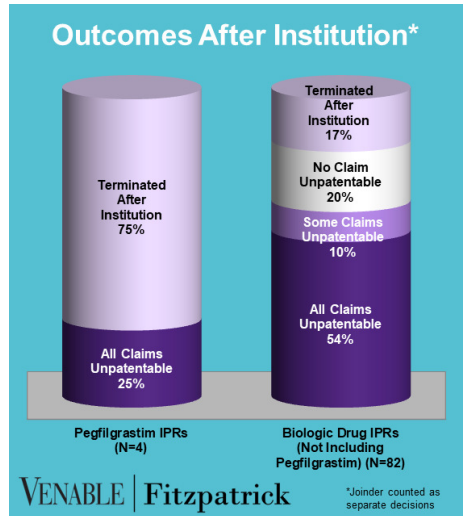 Outcomes After Institution*
Terminated
After
Institution
75%
All Claims
Unpatentable
25%
Terminated
After
Institution
17%
No Claim
Unpatentable
20%
Some Claims
Unpatentable
10%
All Claims
Unpatentable
54%
Pegfilgrastim IPRs
(N=4)
Biologic Drug IPRs
(Not Including
Pegfilgrastim) (N=82)
VENABLE | Fitzpatrick
*Joinder counted as
separate decisions